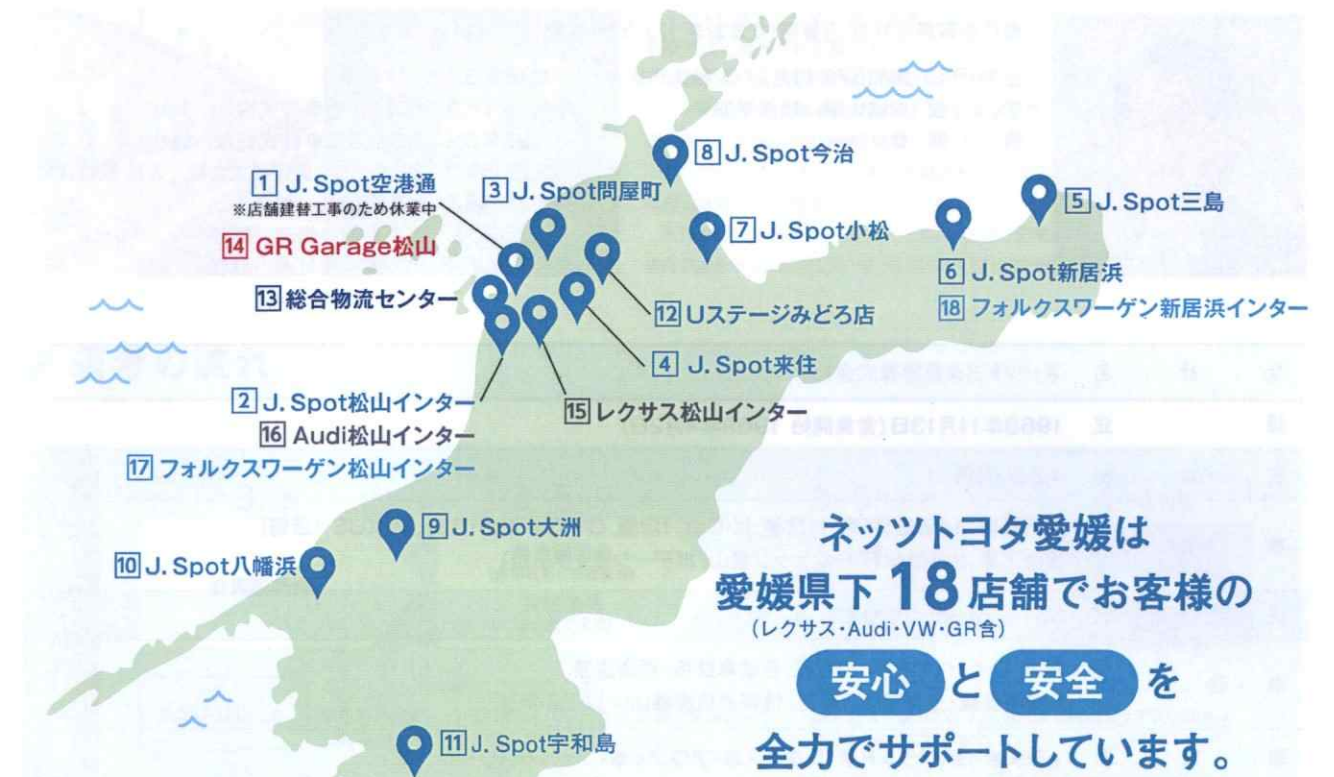 8 J. Spot今治
1 J. Spot空港通
※店舗建替工事のため休業中
3 J. Spot問屋町
5 J. Spot三島
14 GR Garage松山
7 J. Spot小松
6 J. Spot新居浜
18 フォルクスワーゲン新居浜インター
13 総合物流センター
12 Uステージみどろ店
4 J. Spot来住
2 J. Spot松山インター
15 レクサス松山インター
16 Audi松山インター
17 フォルクスワーゲン松山インター
9 J. Spot大洲
10 J. Spot八幡浜
11 J. Spot宇和島
ネッツトヨタ愛媛は
愛媛県下18店舗でお客様の
(レクサス・Audi・VW・GR含)
安心 と 安全 を
全力でサポートしています。